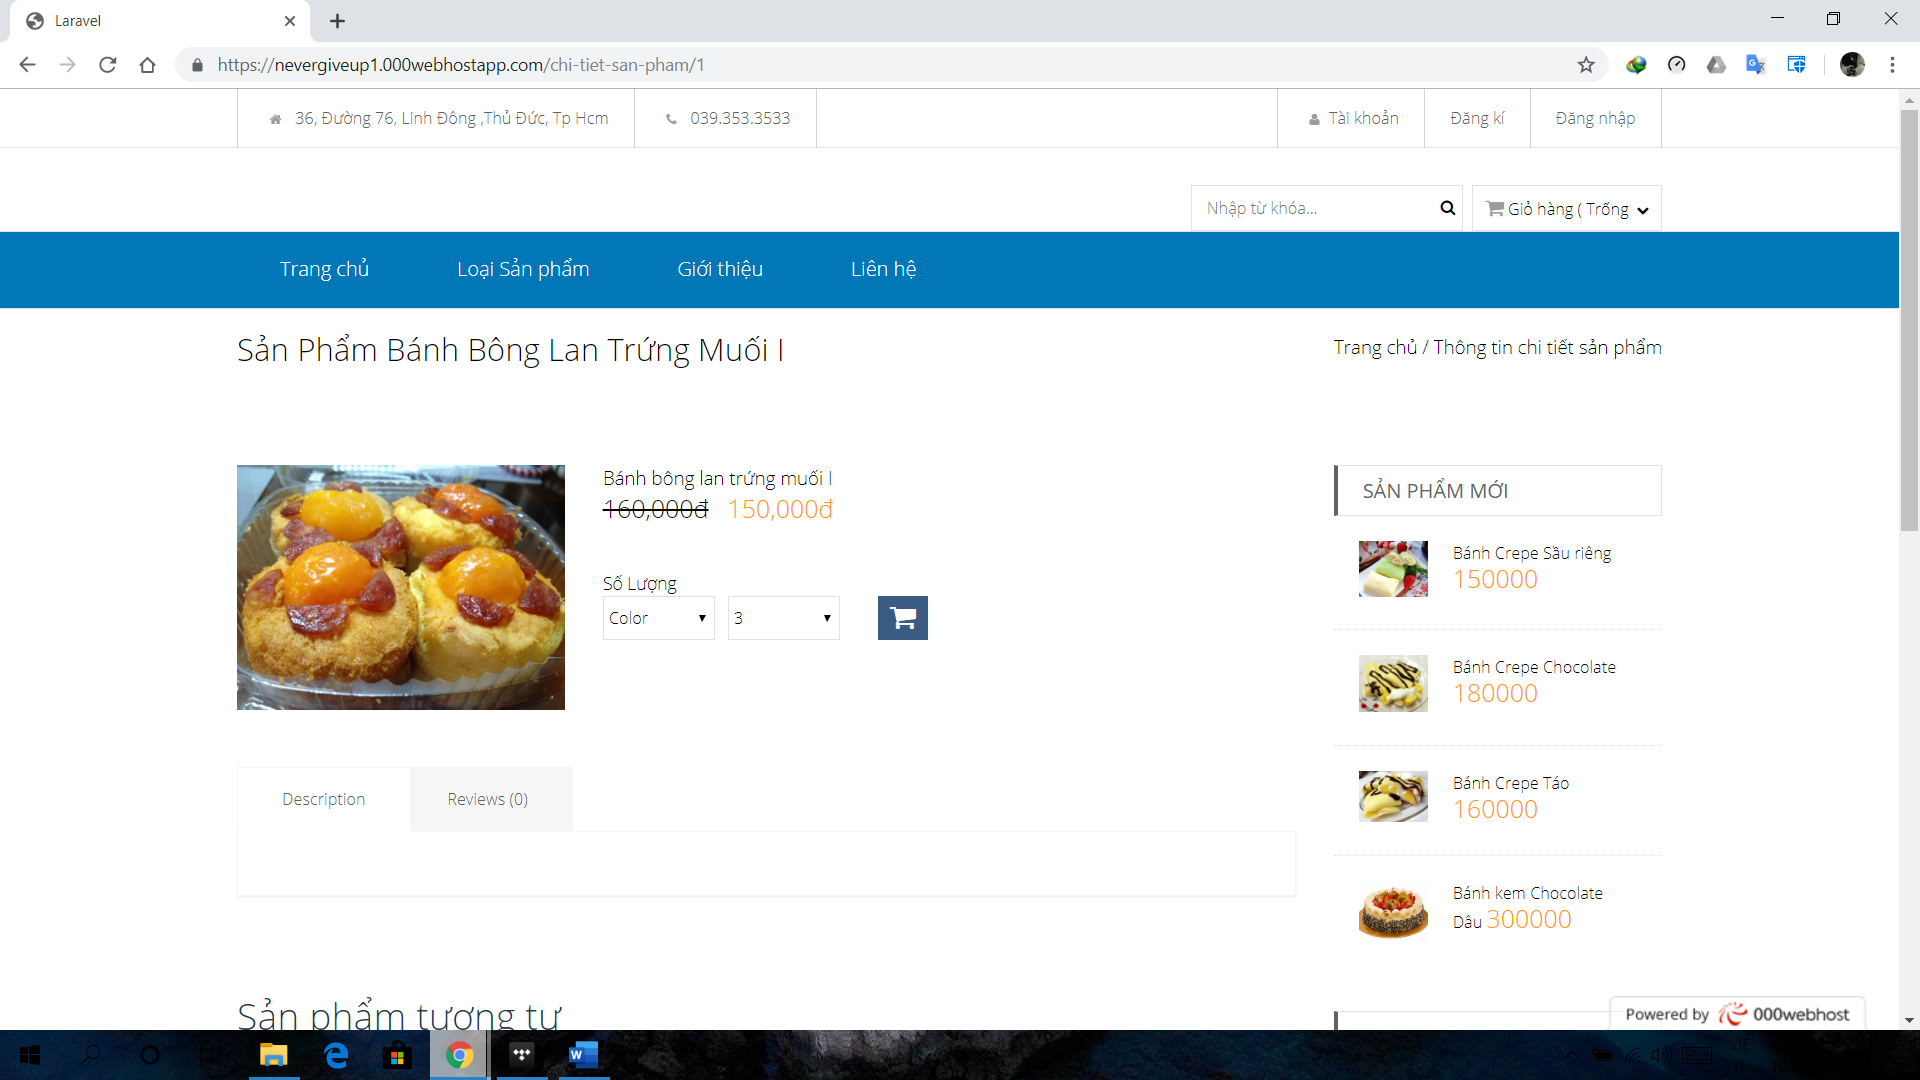 Laravel
https://nevergiveup1.000webhostapp.com/chi-tiet-san-pham/1
36, Đường 76, Linh Đông ,Thủ Đức, Tp Hcm
039.353.3533
Tài khoản
Đăng kí
Đăng nhập
Nhập từ khóa...
Giỏ hàng ( Trống
Trang chủ
Loại Sản phẩm
Giới thiệu
Liên hệ
Sản Phẩm Bánh Bông Lan Trứng Muối I
Trang chủ / Thông tin chi tiết sản phẩm
Bánh bông lan trứng muối I
160,000đ 150,000đ
Số Lượng
Color
3
Description
Reviews (0)
SẢN PHẨM MỚI
Bánh Crepe Sầu riêng
150000
Bánh Crepe Chocolate
180000
Bánh Crepe Táo
160000
Bánh kem Chocolate
Dâu 300000
Sản phẩm tương tự
Powered by 000webhost
VIE